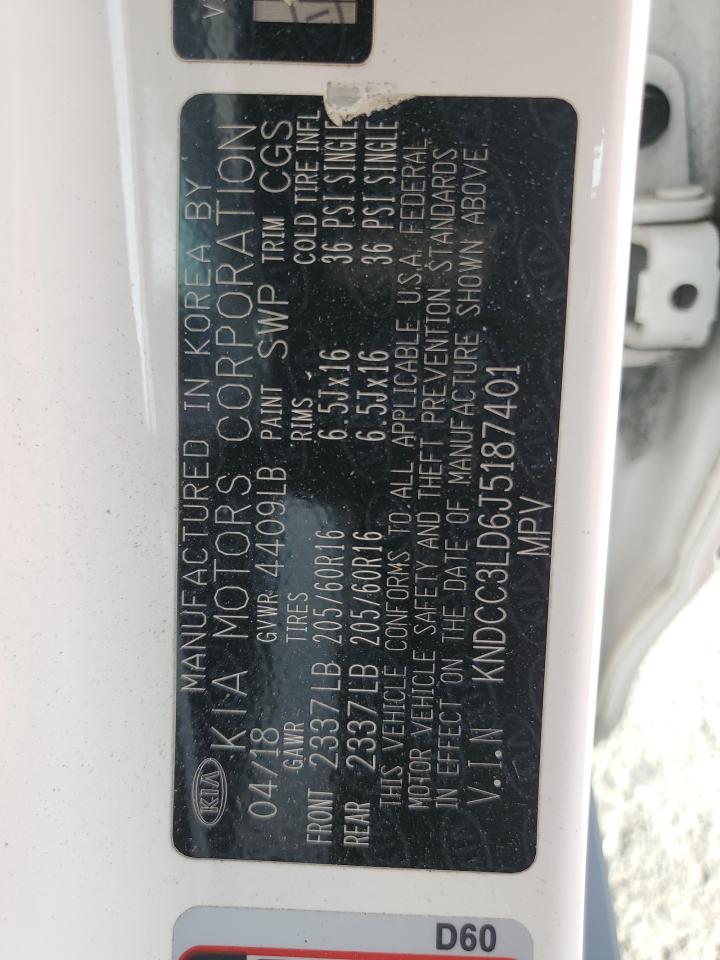 MANUFACTURED IN KOREA BY
KIA KIA MOTORS CORPORATION
04/18 GVWR 4409LB PAINT SWP TRIM CGS
GAWR TIRES RIMS COLD TIRE INFL
FRONT 2337LB 205/60R16 6.5Jx16 36 PSI SINGLE
REAR 2337LB 205/60R16 6.5Jx16 36 PSI SINGLE
THIS VEHICLE CONFORMS TO ALL APPLICABLE U.S.A. FEDERAL
MOTOR VEHICLE SAFETY AND THEFT PREVENTION STANDARDS
IN EFFECT ON THE DATE OF MANUFACTURE SHOWN ABOVE.
V.I.N KNDCC3LD6J5187401
MPV
D60